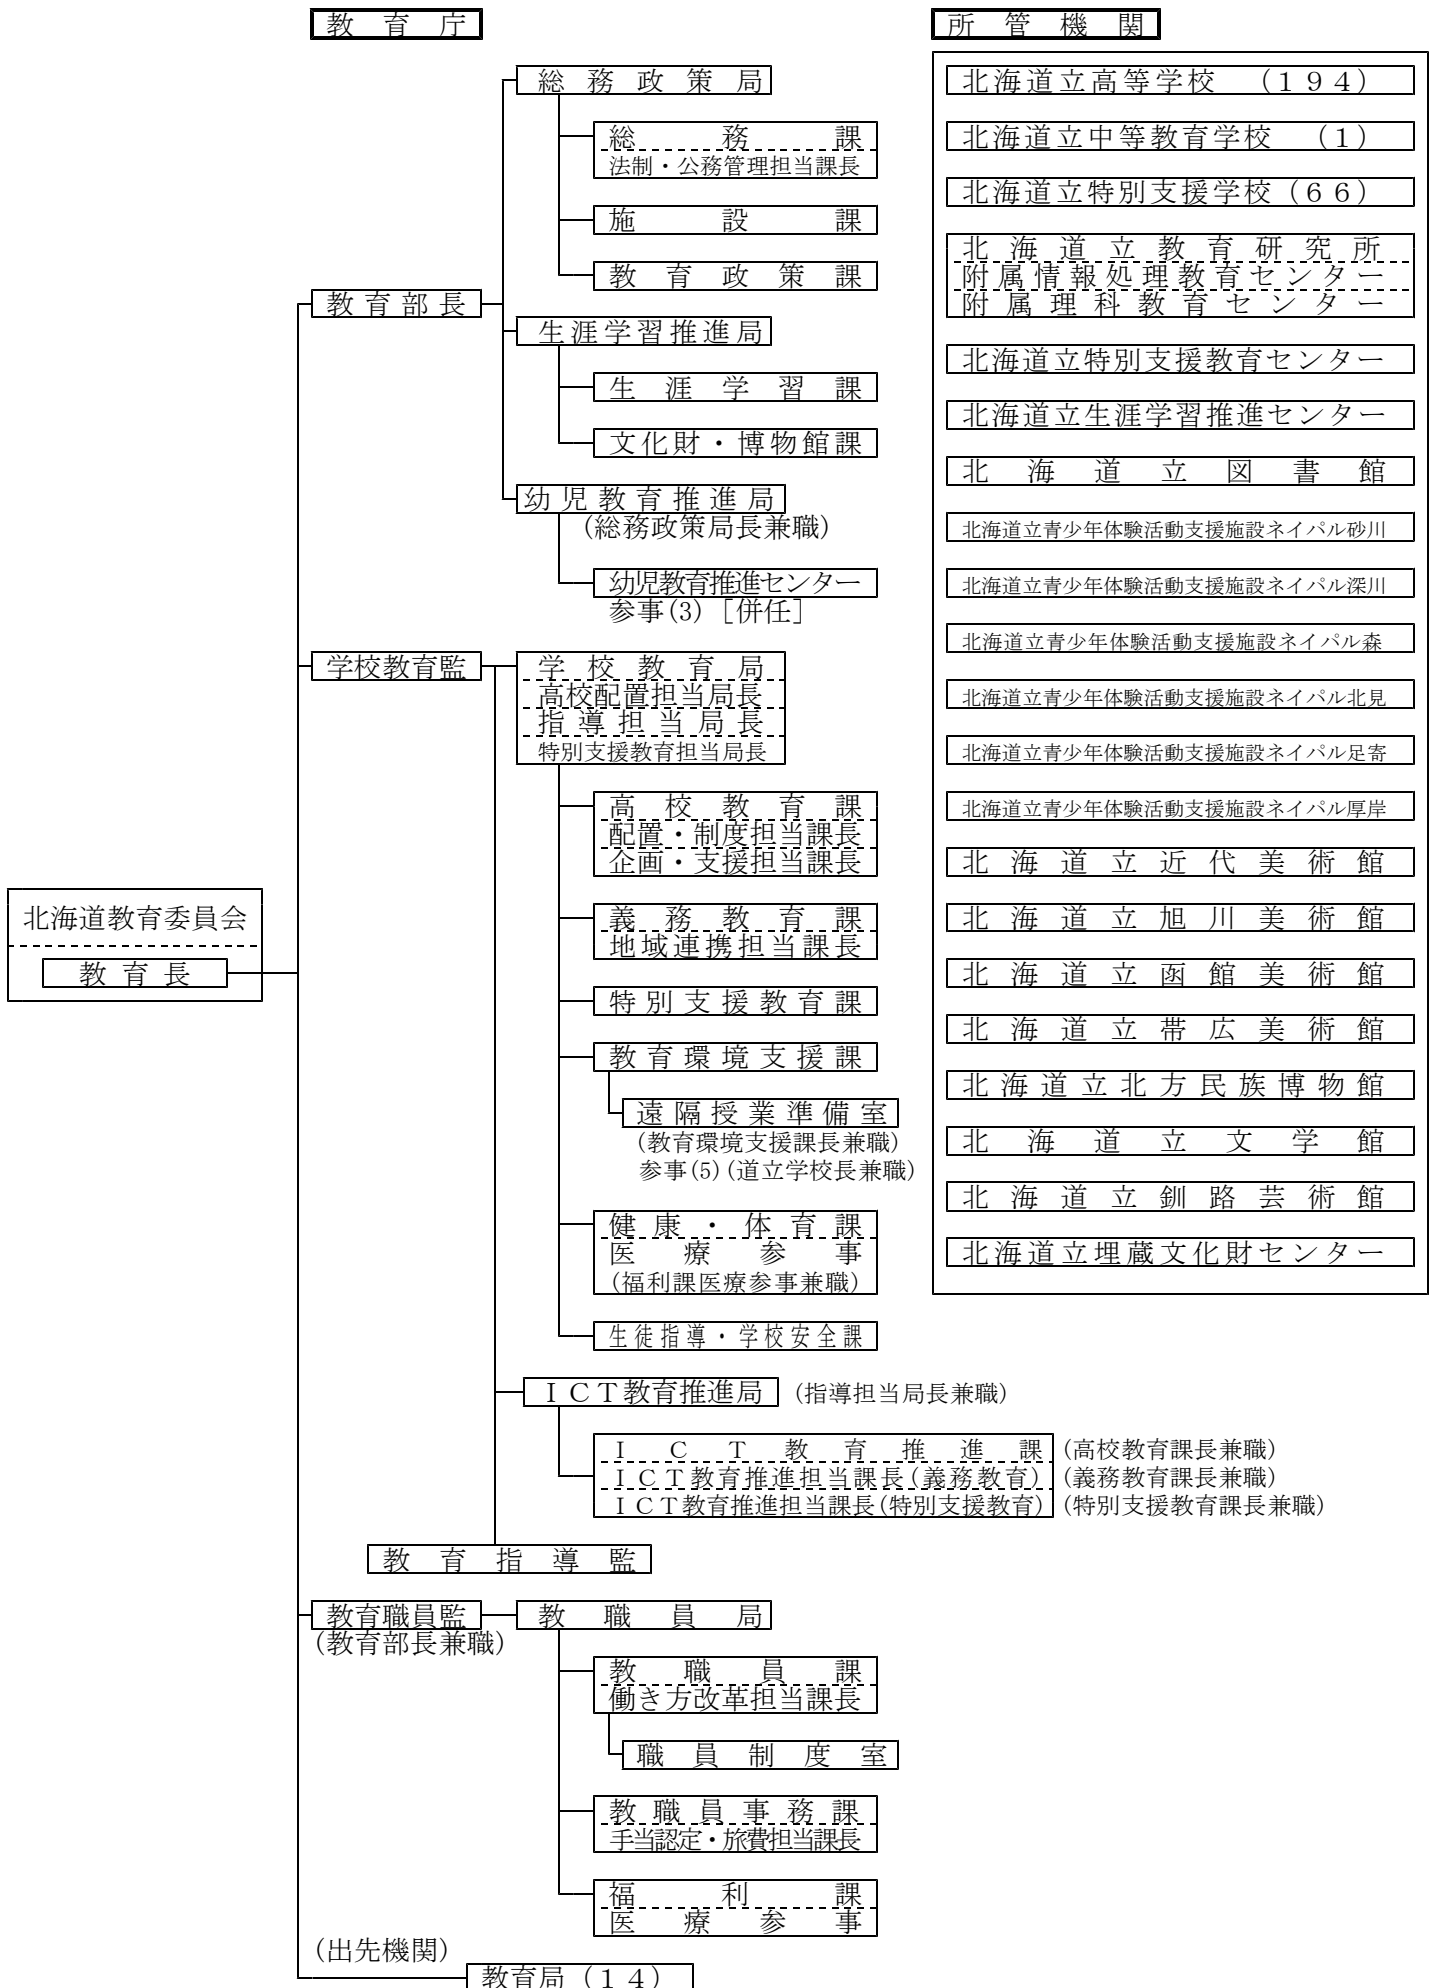 教育庁
総務政策局
総務課
法制・公務管理担当課長
施設課
教育政策課
教育部長
生涯学習推進局
生涯学習課
文化財・博物館課
幼児教育推進局
(総務政策局長兼職)
幼児教育推進センター
参事(3)［併任］
学校教育監
学校教育局
高校配置担当局長
指導担当局長
特別支援教育担当局長
高校教育課
配置・制度担当課長
企画・支援担当課長
北海道教育委員会
教育長
義務教育課
地域連携担当課長
特別支援教育課
教育環境支援課
遠隔授業準備室
(教育環境支援課長兼職)
参事(5)(道立学校長兼職)
健康・体育課
医療参事
(福利課医療参事兼職)
生徒指導・学校安全課
ＩＣＴ教育推進局 (指導担当局長兼職)
ＩＣＴ教育推進課 (高校教育課長兼職)
ＩＣＴ教育推進担当課長(義務教育) (義務教育課長兼職)
ＩＣＴ教育推進担当課長(特別支援教育) (特別支援教育課長兼職)
教育指導監
教育職員監
(教育部長兼職)
教職員局
教職員課
働き方改革担当課長
職員制度室
教職員事務課
手当認定・旅費担当課長
福利課
医療参事
(出先機関)
教育局（１４）
所管機関
北海道立高等学校　（１９４）
北海道立中等教育学校　（１）
北海道立特別支援学校（６６）
北海道立教育研究所
附属情報処理教育センター
附属理科教育センター
北海道立特別支援教育センター
北海道立生涯学習推進センター
北海道立図書館
北海道立青少年体験活動支援施設ネイパル砂川
北海道立青少年体験活動支援施設ネイパル深川
北海道立青少年体験活動支援施設ネイパル森
北海道立青少年体験活動支援施設ネイパル北見
北海道立青少年体験活動支援施設ネイパル足寄
北海道立青少年体験活動支援施設ネイパル厚岸
北海道立近代美術館
北海道立旭川美術館
北海道立函館美術館
北海道立帯広美術館
北海道立北方民族博物館
北海道立文学館
北海道立釧路芸術館
北海道立埋蔵文化財センター